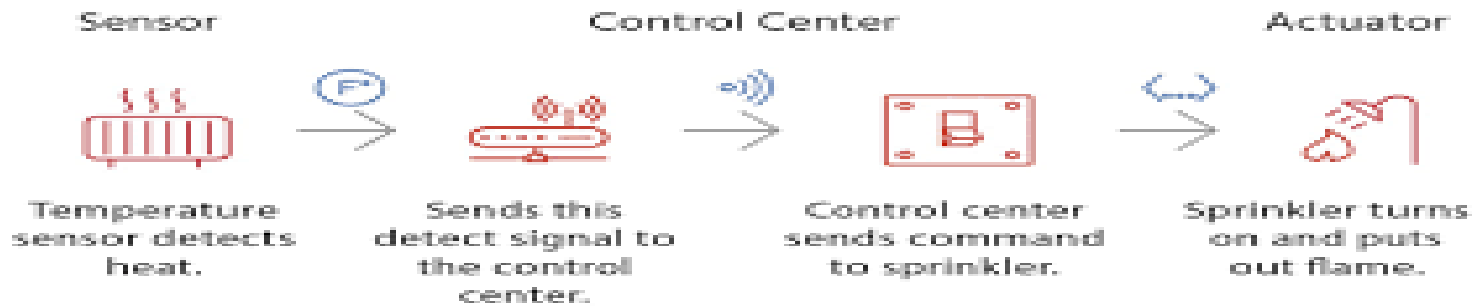 Sensor
Control Center
Actuator
F°
Temperature
sensor detects
heat.
Sends this
detect signal to
the control
center.
Control center
sends command
to sprinkler.
Sprinkler turns
on and puts
out flame.